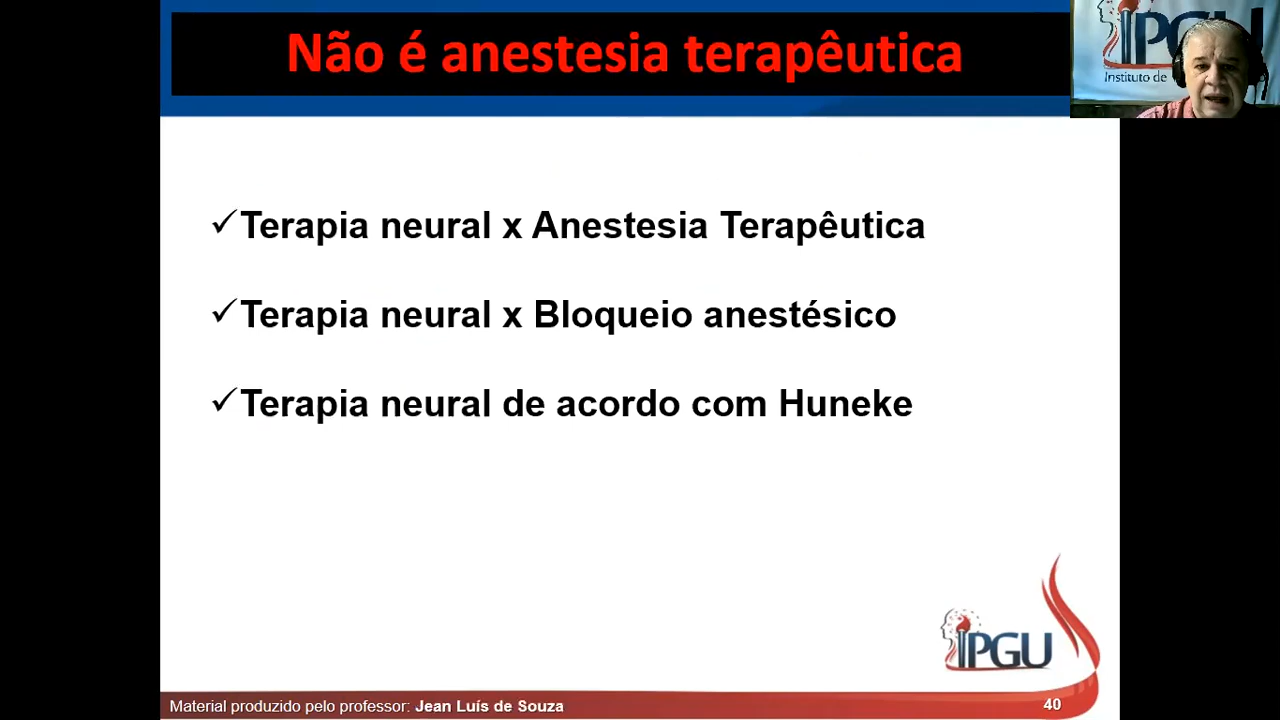 Não é anestesia terapêutica
PGU
Instituto de
Terapia neural x Anestesia Terapêutica
Terapia neural x Bloqueio anestésico
Terapia neural de acordo com Huneke
IPGU
Material produzido pelo professor: Jean Luís de Souza
40